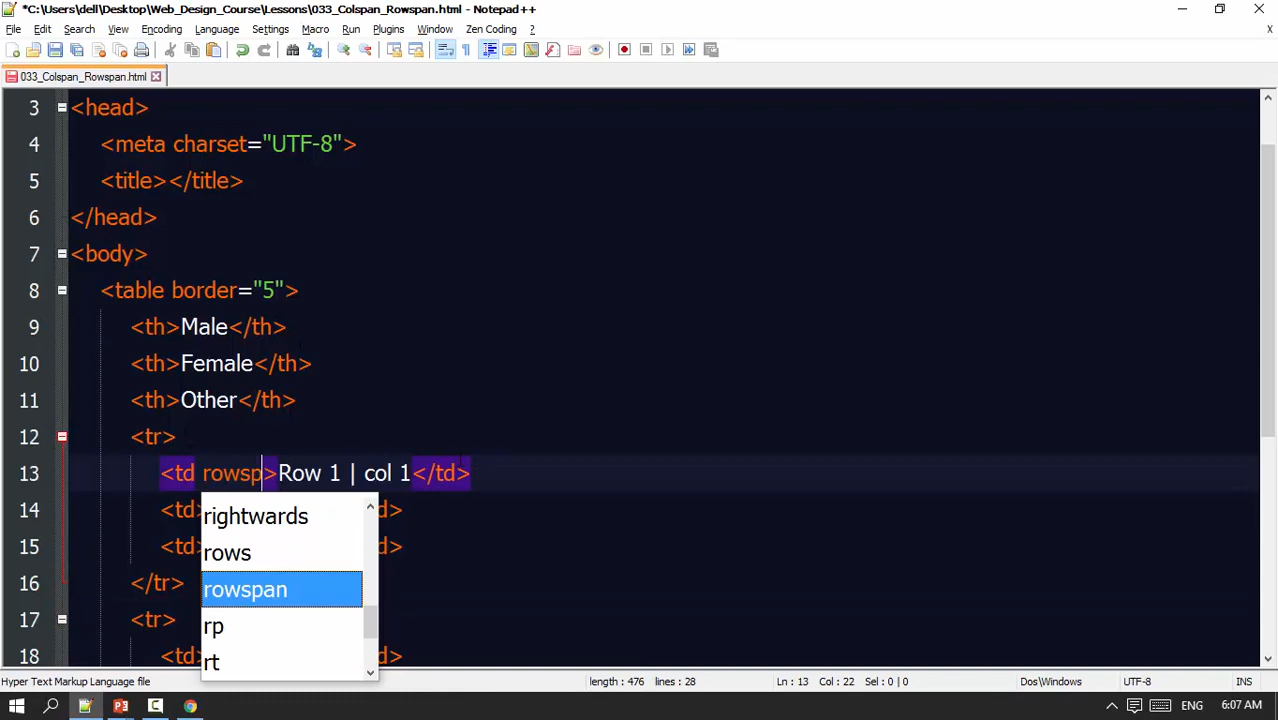 *C:\Users\dell\Desktop\Web_Design_Course\Lessons\033_Colspan_Rowspan.html - Notepad++
File Edit Search View Encoding Language Settings Macro Run Plugins Window Zen Coding ? X
033_Colspan_Rowspan.html
3 <head>
4 <meta charset="UTF-8">
5 <title></title>
6 </head>
7 <body>
8 <table border="5">
9 <th>Male</th>
10 <th>Female</th>
11 <th>Other</th>
12 <tr>
13 <td rowsp>Row 1 | col 1</td>
14 <td d>
rightwards
15 <td d>
rows
16 </tr>
rowspan
17 <tr>
rp
18 <td d>
rt
Hyper Text Markup Language file length : 476 lines : 28 Ln : 13 Col : 22 Sel : 0 | 0 Dos\Windows UTF-8 INS
ENG 6:07 AM